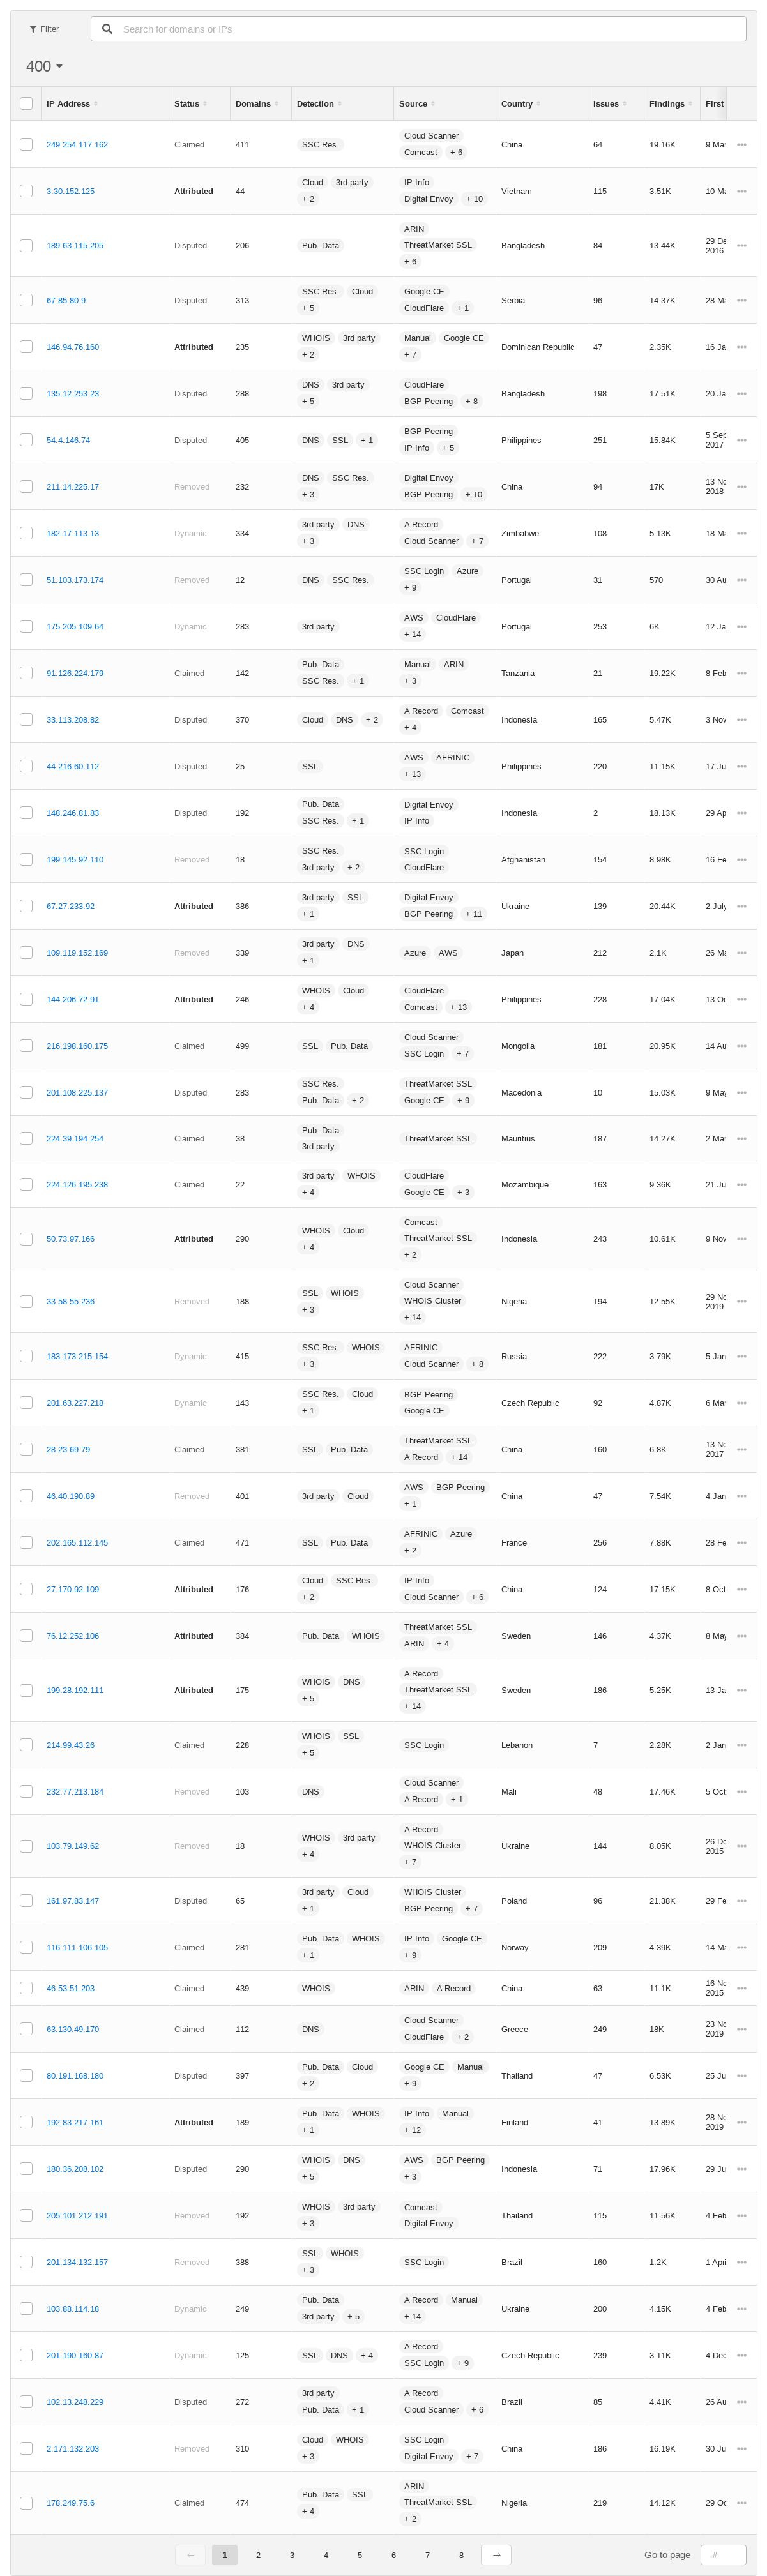 Filter Search for domains or IPs
400
IP Address Status Domains Detection Source Country Issues Findings First
249.254.117.162 Claimed 411 SSC Res. Cloud Scanner Comcast + 6 China 64 19.16K 9 Mar
3.30.152.125 Attributed 44 Cloud 3rd party + 2 IP Info Digital Envoy + 10 Vietnam 115 3.51K 10 Ma
189.63.115.205 Disputed 206 Pub. Data ARIN ThreatMarket SSL + 6 Bangladesh 84 13.44K 29 De 2016
67.85.80.9 Disputed 313 SSC Res. Cloud + 5 Google CE CloudFlare + 1 Serbia 96 14.37K 28 Ma
146.94.76.160 Attributed 235 WHOIS 3rd party + 2 Manual Google CE + 7 Dominican Republic 47 2.35K 16 Ja
135.12.253.23 Disputed 288 DNS 3rd party + 5 CloudFlare BGP Peering + 8 Bangladesh 198 17.51K 20 Ja
54.4.146.74 Disputed 405 DNS SSL + 1 BGP Peering IP Info + 5 Philippines 251 15.84K 5 Sep 2017
211.14.225.17 Removed 232 DNS SSC Res. + 3 Digital Envoy BGP Peering + 10 China 94 17K 13 No 2018
182.17.113.13 Dynamic 334 3rd party DNS + 3 A Record Cloud Scanner + 7 Zimbabwe 108 5.13K 18 Ma
51.103.173.174 Removed 12 DNS SSC Res. SSC Login Azure + 9 Portugal 31 570 30 Au
175.205.109.64 Dynamic 283 3rd party AWS CloudFlare + 14 Portugal 253 6K 12 Ja
91.126.224.179 Claimed 142 Pub. Data SSC Res. + 1 Manual ARIN + 3 Tanzania 21 19.22K 8 Feb
33.113.208.82 Disputed 370 Cloud DNS + 2 A Record Comcast + 4 Indonesia 165 5.47K 3 Nov
44.216.60.112 Disputed 25 SSL AWS AFRINIC + 13 Philippines 220 11.15K 17 Ju
148.246.81.83 Disputed 192 Pub. Data SSC Res. + 1 Digital Envoy IP Info Indonesia 2 18.13K 29 Ap
199.145.92.110 Removed 18 SSC Res. 3rd party + 2 SSC Login CloudFlare Afghanistan 154 8.98K 16 Fe
67.27.233.92 Attributed 386 3rd party SSL + 1 Digital Envoy BGP Peering + 11 Ukraine 139 20.44K 2 July
109.119.152.169 Removed 339 3rd party DNS + 1 Azure AWS Japan 212 2.1K 26 Ma
144.206.72.91 Attributed 246 WHOIS Cloud + 4 CloudFlare Comcast + 13 Philippines 228 17.04K 13 Oc
216.198.160.175 Claimed 499 SSL Pub. Data Cloud Scanner SSC Login + 7 Mongolia 181 20.95K 14 Au
201.108.225.137 Disputed 283 SSC Res. Pub. Data + 2 ThreatMarket SSL Google CE + 9 Macedonia 10 15.03K 9 May
224.39.194.254 Claimed 38 Pub. Data 3rd party ThreatMarket SSL Mauritius 187 14.27K 2 Mar
224.126.195.238 Claimed 22 3rd party WHOIS + 4 CloudFlare Google CE + 3 Mozambique 163 9.36K 21 Ju
50.73.97.166 Attributed 290 WHOIS Cloud + 4 Comcast ThreatMarket SSL + 2 Indonesia 243 10.61K 9 Nov
33.58.55.236 Removed 188 SSL WHOIS + 3 Cloud Scanner WHOIS Cluster + 14 Nigeria 194 12.55K 29 No 2019
183.173.215.154 Dynamic 415 SSC Res. WHOIS + 3 AFRINIC Cloud Scanner + 8 Russia 222 3.79K 5 Jan
201.63.227.218 Dynamic 143 SSC Res. Cloud + 1 BGP Peering Google CE Czech Republic 92 4.87K 6 Mar
28.23.69.79 Claimed 381 SSL Pub. Data ThreatMarket SSL A Record + 14 China 160 6.8K 13 No 2017
46.40.190.89 Removed 401 3rd party Cloud AWS BGP Peering + 1 China 47 7.54K 4 Jan
202.165.112.145 Claimed 471 SSL Pub. Data AFRINIC Azure + 2 France 256 7.88K 28 Fe
27.170.92.109 Attributed 176 Cloud SSC Res. + 2 IP Info Cloud Scanner + 6 China 124 17.15K 8 Oct
76.12.252.106 Attributed 384 Pub. Data WHOIS ThreatMarket SSL ARIN + 4 Sweden 146 4.37K 8 May
199.28.192.111 Attributed 175 WHOIS DNS + 5 A Record ThreatMarket SSL + 14 Sweden 186 5.25K 13 Ja
214.99.43.26 Claimed 228 WHOIS SSL + 5 SSC Login Lebanon 7 2.28K 2 Jan
232.77.213.184 Removed 103 DNS Cloud Scanner A Record + 1 Mali 48 17.46K 5 Oct
103.79.149.62 Removed 18 WHOIS 3rd party + 4 A Record WHOIS Cluster + 7 Ukraine 144 8.05K 26 De 2015
161.97.83.147 Disputed 65 3rd party Cloud + 1 WHOIS Cluster BGP Peering + 7 Poland 96 21.38K 29 Fe
116.111.106.105 Claimed 281 Pub. Data WHOIS + 1 IP Info Google CE + 9 Norway 209 4.39K 14 Ma
46.53.51.203 Claimed 439 WHOIS ARIN A Record China 63 11.1K 16 No 2015
63.130.49.170 Claimed 112 DNS Cloud Scanner CloudFlare + 2 Greece 249 18K 23 No 2019
80.191.168.180 Disputed 397 Pub. Data Cloud + 2 Google CE Manual + 9 Thailand 47 6.53K 25 Ju
192.83.217.161 Attributed 189 Pub. Data WHOIS + 1 IP Info Manual + 12 Finland 41 13.89K 28 No 2019
180.36.208.102 Disputed 290 WHOIS DNS + 5 AWS BGP Peering + 3 Indonesia 71 17.96K 29 Ju
205.101.212.191 Removed 192 WHOIS 3rd party + 3 Comcast Digital Envoy Thailand 115 11.56K 4 Feb
201.134.132.157 Removed 388 SSL WHOIS + 3 SSC Login Brazil 160 1.2K 1 Apri
103.88.114.18 Dynamic 249 Pub. Data 3rd party + 5 A Record Manual + 14 Ukraine 200 4.15K 4 Feb
201.190.160.87 Dynamic 125 SSL DNS + 4 A Record SSC Login + 9 Czech Republic 239 3.11K 4 Dec
102.13.248.229 Disputed 272 3rd party Pub. Data + 1 A Record Cloud Scanner + 6 Brazil 85 4.41K 26 Au
2.171.132.203 Removed 310 Cloud WHOIS + 3 SSC Login Digital Envoy + 7 China 186 16.19K 30 Ju
178.249.75.6 Claimed 474 Pub. Data SSL + 4 ARIN ThreatMarket SSL + 2 Nigeria 219 14.12K 29 Oc
← 1 2 3 4 5 6 7 8 → Go to page #